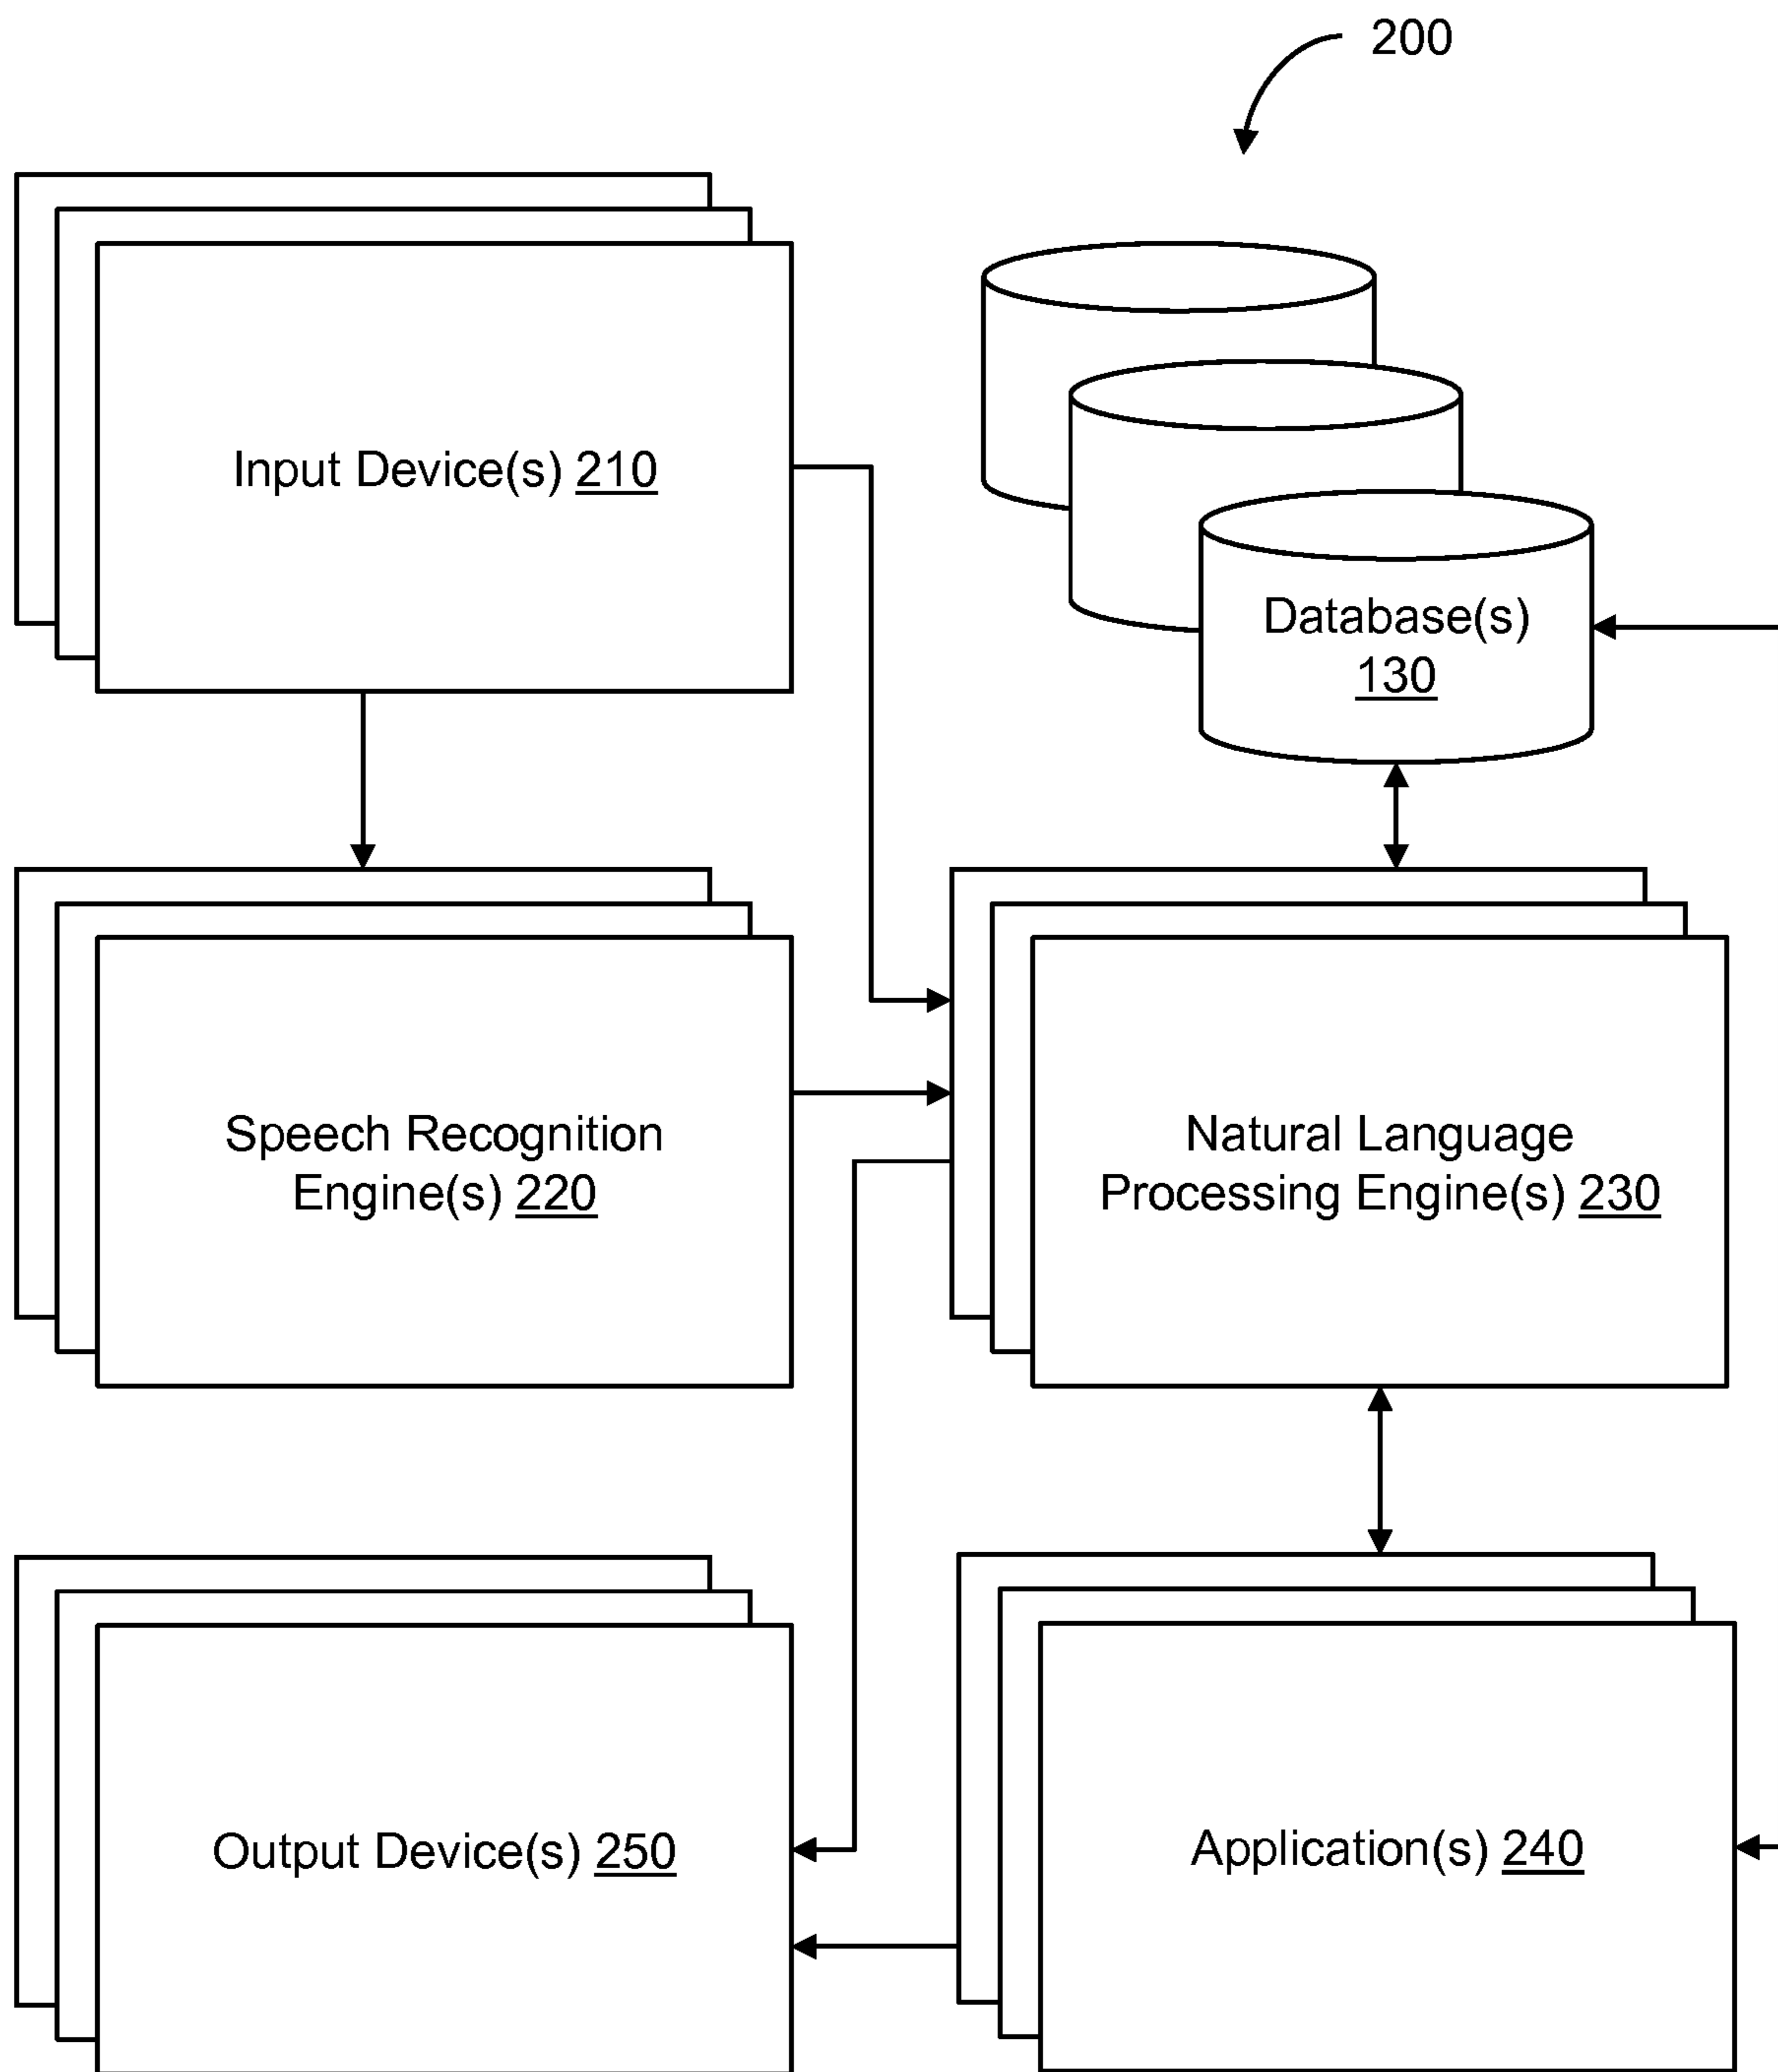 200
Input Device(s) 210
Database(s)
130
Speech Recognition
Engine(s) 220
Natural Language
Processing Engine(s) 230
Output Device(s) 250
Application(s) 240